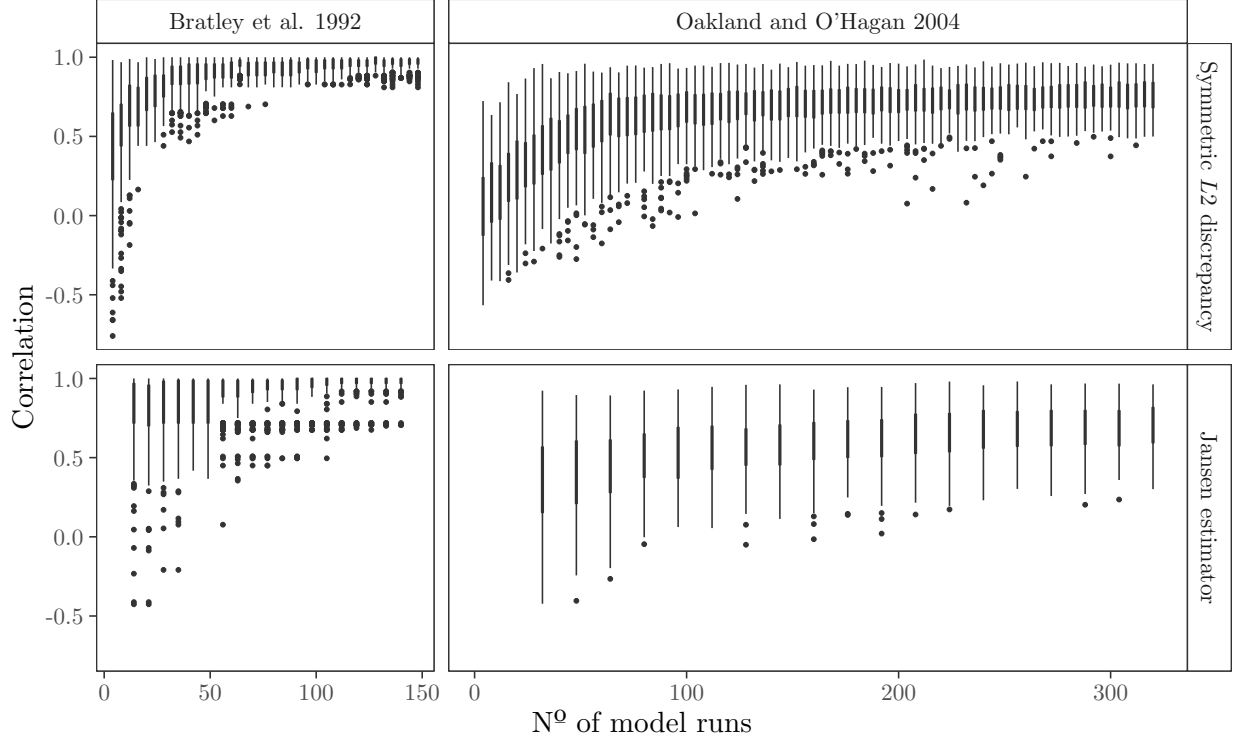 Bratley et al. 1992
Oakland and O'Hagan 2004
1.0
0.5
0.0
-0.5
Symmetric L2 discrepancy
Correlation
1.0
0.5
0.0
-0.5
Jansen estimator
0 50 100 150
0 100 200 300
Nº of model runs